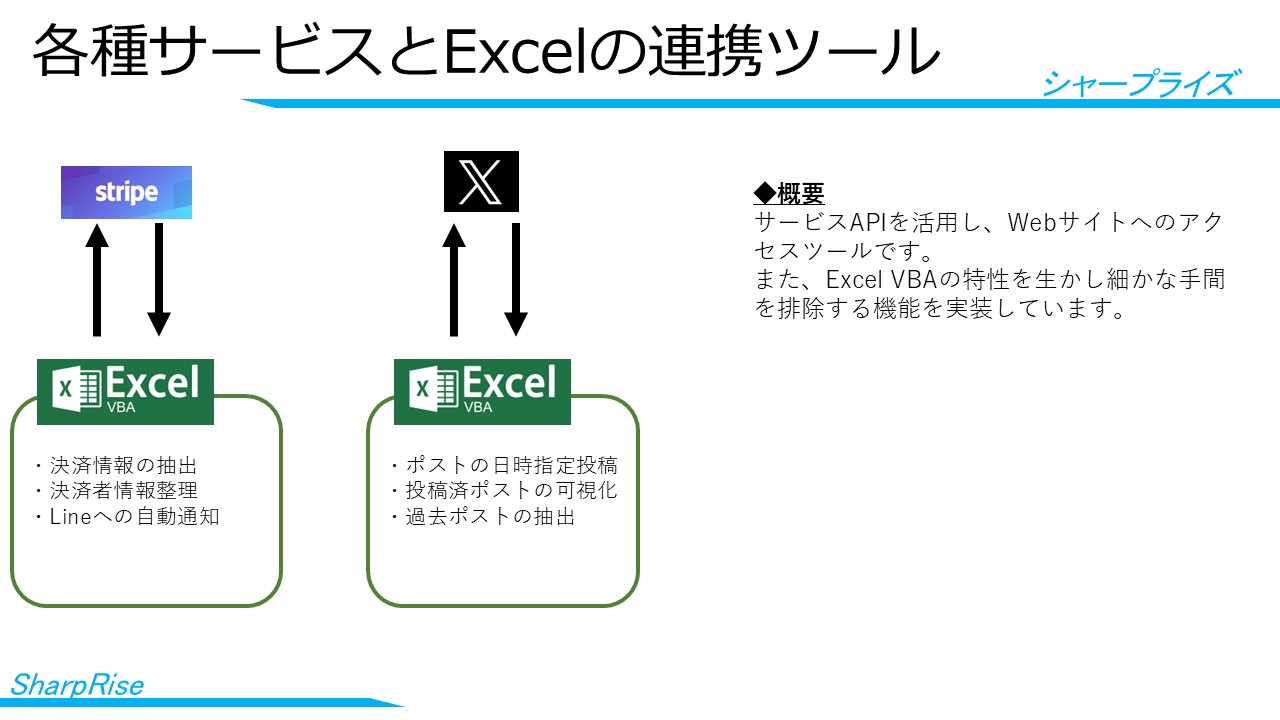 各種サービスとExcelの連携ツール
シャープライズ
stripe
X
◆概要
サービスAPIを活用し、Webサイトへのアク
セスツールです。
また、Excel VBAの特性を生かし細かな手間
を排除する機能を実装しています。
X Excel
VBA
・決済情報の抽出
・決済者情報整理
・Lineへの自動通知
X Excel
VBA
・ポストの日時指定投稿
・投稿済ポストの可視化
・過去ポストの抽出
SharpRise